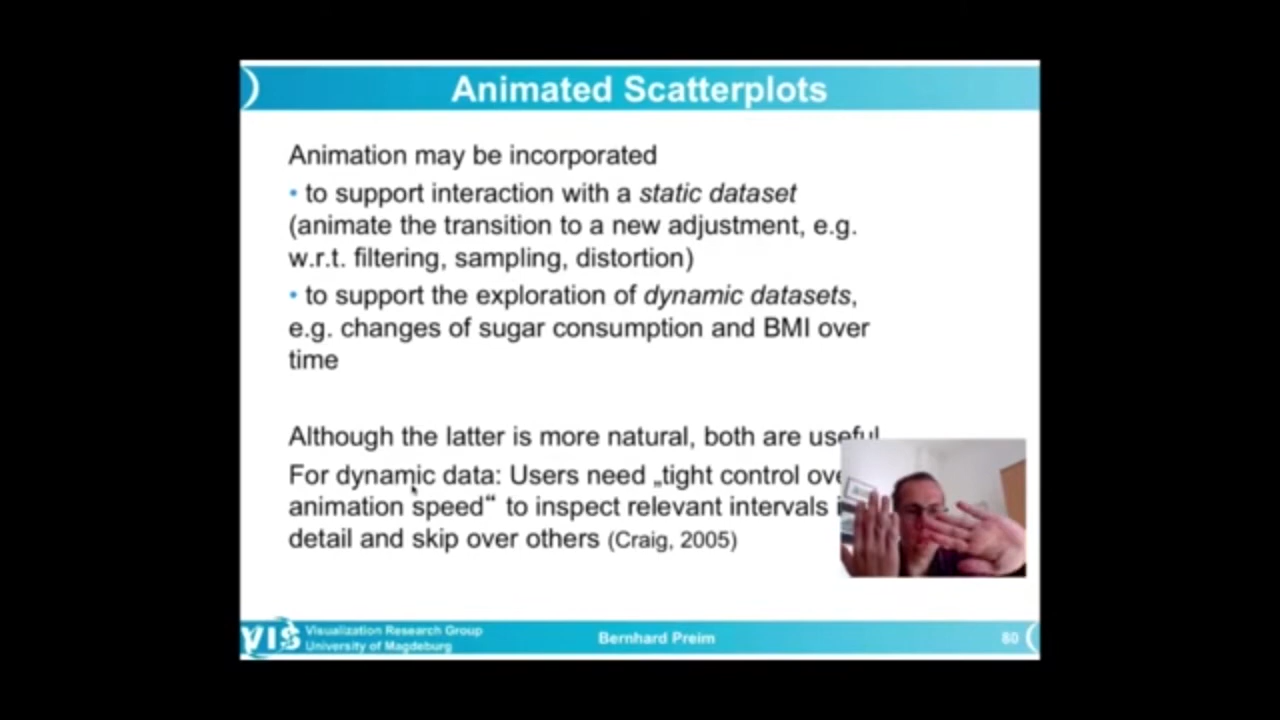 Animated Scatterplots
Animation may be incorporated
• to support interaction with a static dataset
(animate the transition to a new adjustment, e.g.
w.r.t. filtering, sampling, distortion)
• to support the exploration of dynamic datasets,
e.g. changes of sugar consumption and BMI over
time
Although the latter is more natural, both are useful
For dynamic data: Users need „tight control
animation speed“ to inspect relevant intervals
detail and skip over others (Craig, 2005)
VIS
Visualization Research Group
University of Magdeburg
Bernhard Preim
80